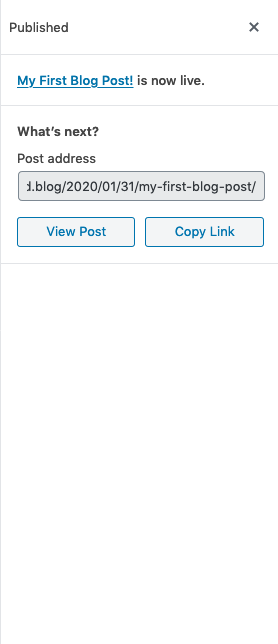 Published
My First Blog Post! is now live.
What’s next?
Post address
d.blog/2020/01/31/my-first-blog-post/
View Post
Copy Link